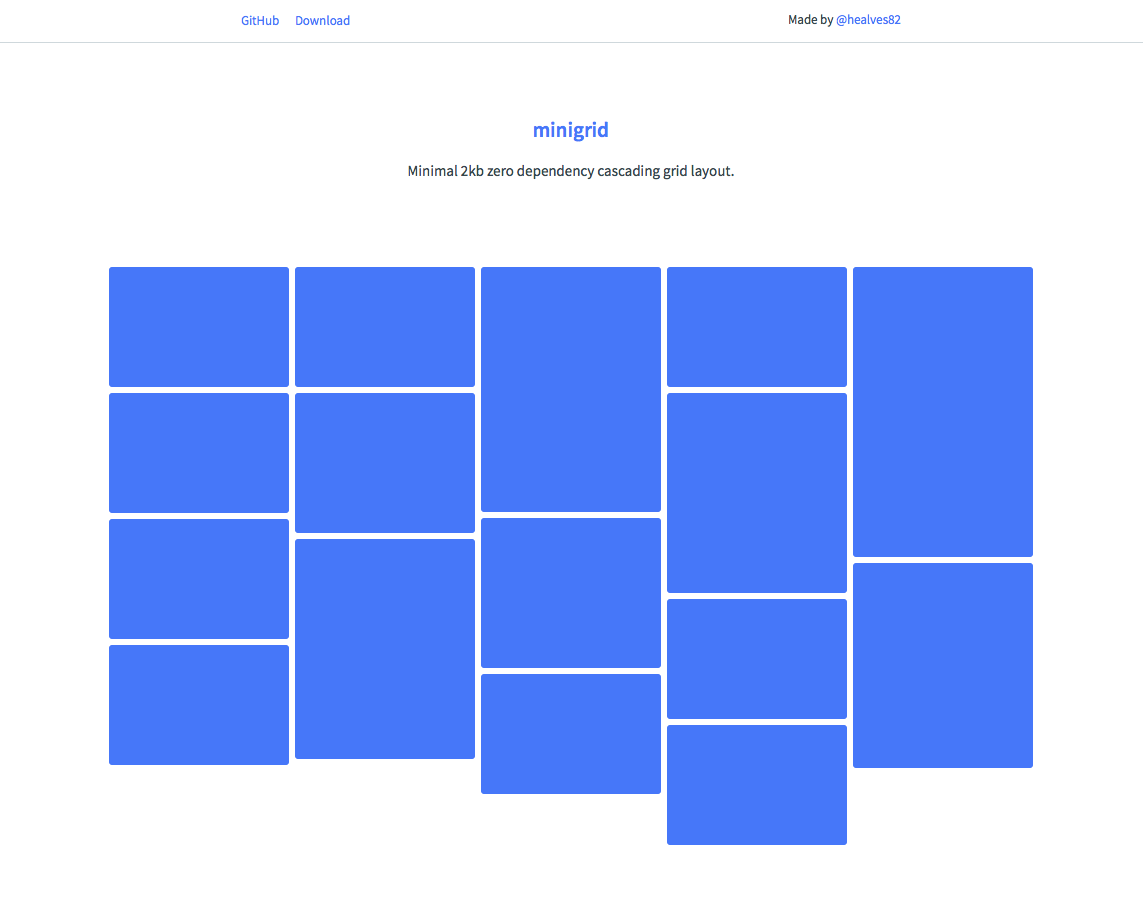 GitHub Download Made by @healves82
minigrid
Minimal 2kb zero dependency cascading grid layout.